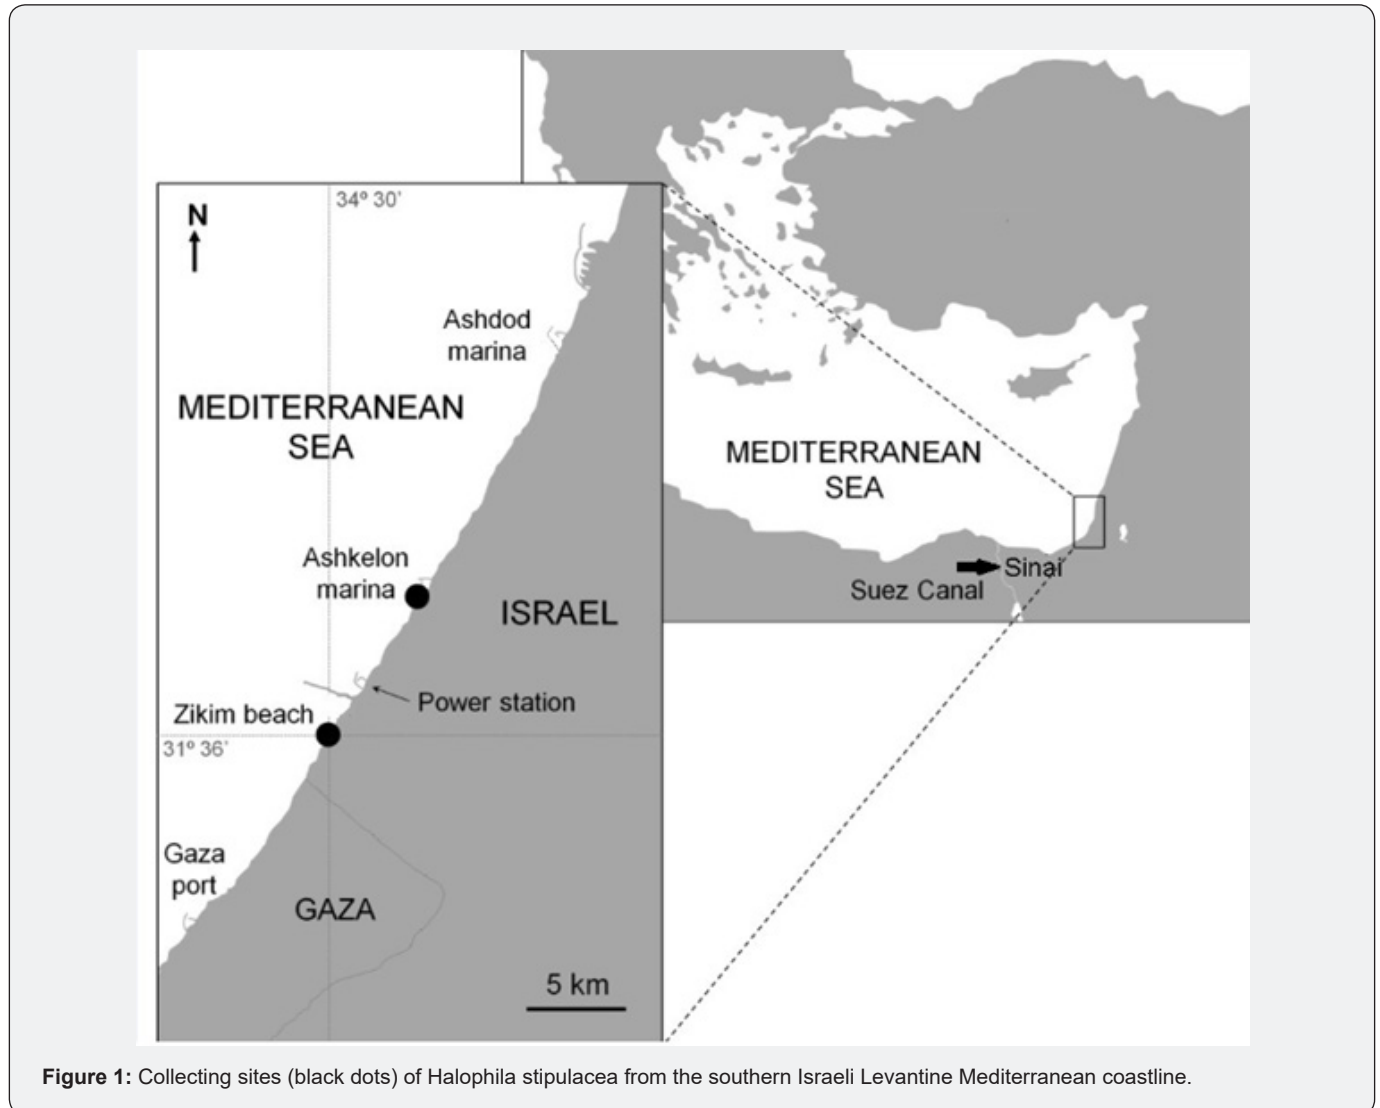 34º 30'
N
Ashdod
marina
MEDITERRANEAN
SEA
MEDITERRANEAN
SEA
Ashkelon
marina
ISRAEL
Sinai
Suez Canal
Power station
Zikim beach
31º 36'
Gaza
port
GAZA
5 km
Figure 1: Collecting sites (black dots) of Halophila stipulacea from the southern Israeli Levantine Mediterranean coastline.